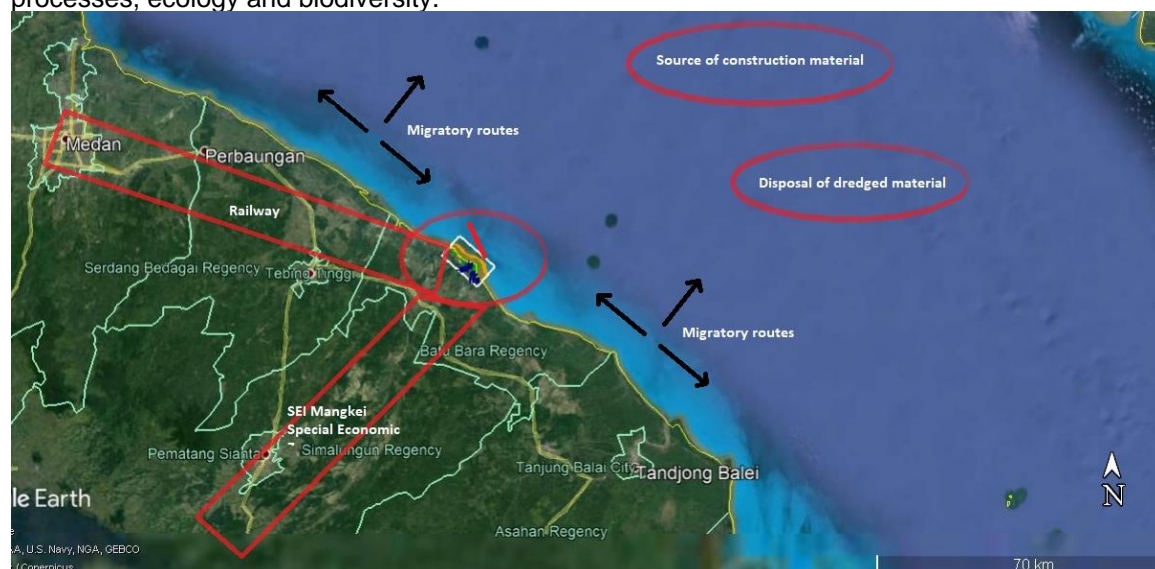 processes, ecology and biodiversity.
Source of construction material
Migratory routes
Medan
Perbaungan
Disposal of dredged material
Railway
Serdang Bedagai Regency
Tebing Tinggi
Migratory routes
Batu Bara Regency
SEI Mangkei
Special Economic
Pematang Siantar
Simalungun Regency
Tanjung Balai City
Tandjong Balei
N
le Earth
Asahan Regency
A, U.S. Navy, NGA, GEBCO
/ Copernicus
70 km